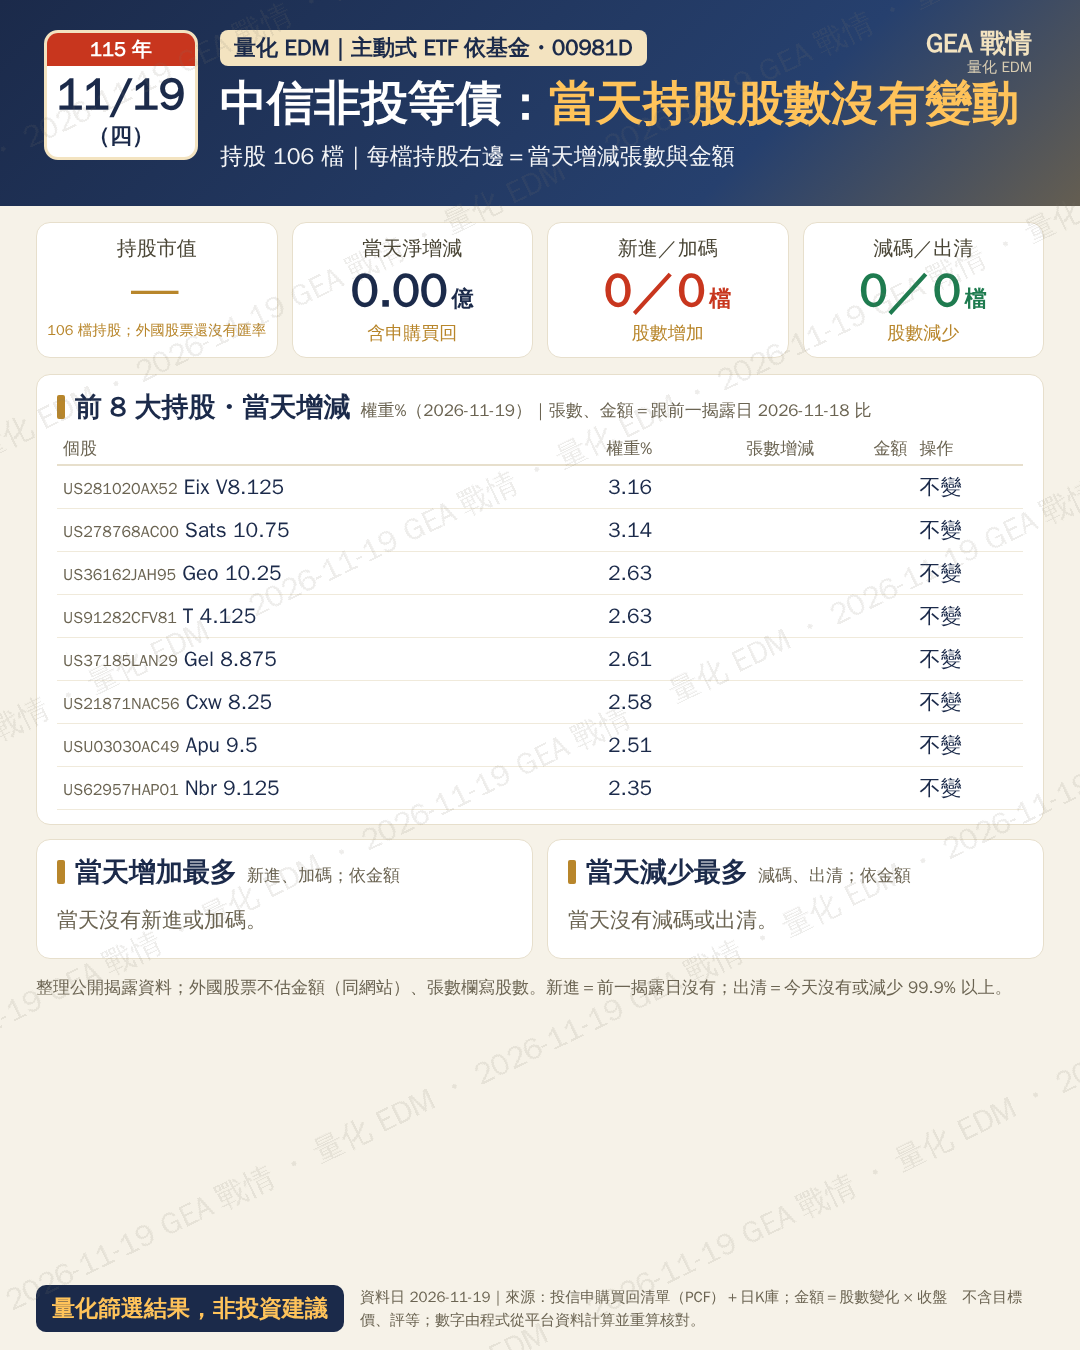 115 年
11/19
（四）
量化 EDM｜主動式 ETF 依基金・00981D
GEA 戰情
量化 EDM
中信非投等債：當天持股股數沒有變動
持股 106 檔｜每檔持股右邊＝當天增減張數與金額
持股市值
—
106 檔持股；外國股票還沒有匯率
當天淨增減
0.00億
含申購買回
新進／加碼
0／0檔
股數增加
減碼／出清
0／0檔
股數減少
前 8 大持股・當天增減 權重%（2026-11-19）｜張數、金額＝跟前一揭露日 2026-11-18 比
個股 權重% 張數增減 金額 操作
US281020AX52 Eix V8.125 3.16 不變
US278768AC00 Sats 10.75 3.14 不變
US36162JAH95 Geo 10.25 2.63 不變
US91282CFV81 T 4.125 2.63 不變
US37185LAN29 Gel 8.875 2.61 不變
US21871NAC56 Cxw 8.25 2.58 不變
USU03030AC49 Apu 9.5 2.51 不變
US62957HAP01 Nbr 9.125 2.35 不變
當天增加最多 新進、加碼；依金額
當天沒有新進或加碼。
當天減少最多 減碼、出清；依金額
當天沒有減碼或出清。
整理公開揭露資料；外國股票不估金額（同網站）、張數欄寫股數。新進＝前一揭露日沒有；出清＝今天沒有或減少 99.9% 以上。
量化篩選結果，非投資建議
資料日 2026-11-19｜來源：投信申購買回清單（PCF）＋日K庫；金額＝股數變化 × 收盤　不含目標
價、評等；數字由程式從平台資料計算並重算核對。